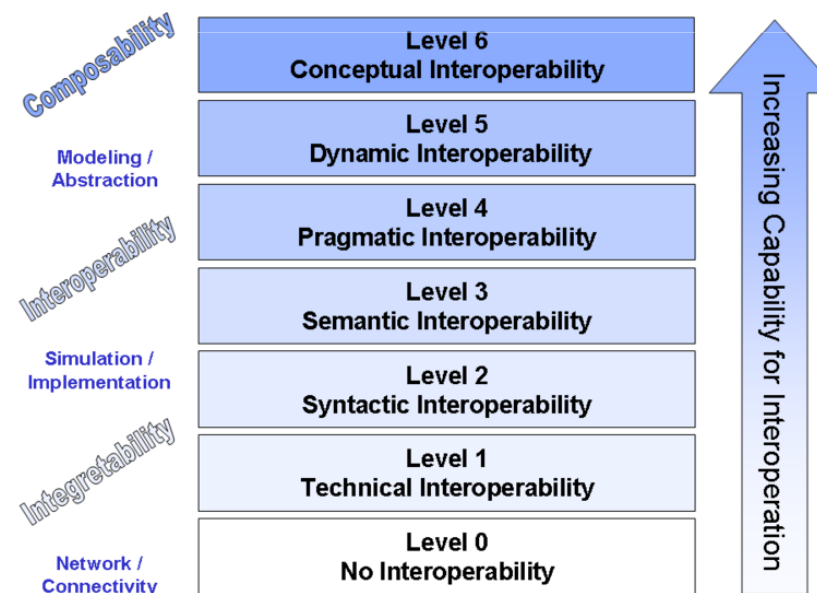 Composability
Level 6
Conceptual Interoperability
Modeling /
Abstraction
Level 5
Dynamic Interoperability
Interoperability
Level 4
Pragmatic Interoperability
Level 3
Semantic Interoperability
Simulation /
Implementation
Level 2
Syntactic Interoperability
Integretability
Level 1
Technical Interoperability
Network /
Connectivity
Level 0
No Interoperability
Increasing Capability for Interoperation